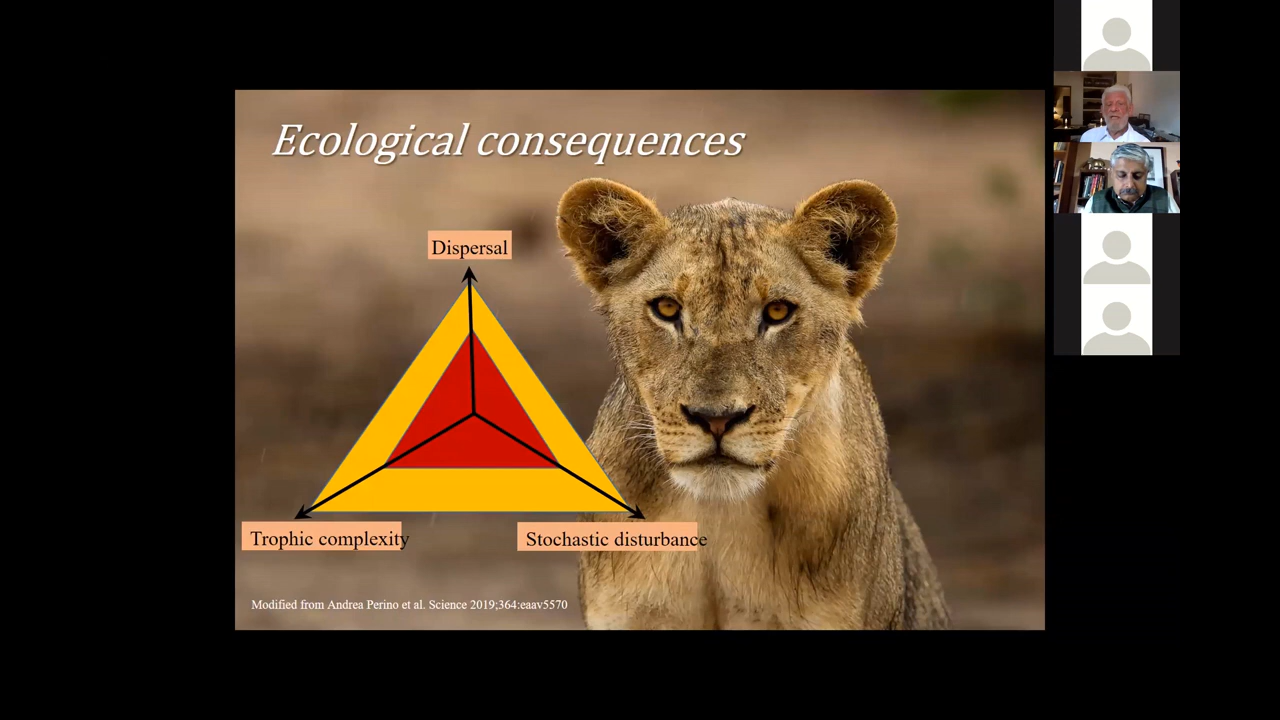 Ecological consequences
Dispersal
Trophic complexity
Stochastic disturbance
Modified from Andrea Perino et al. Science 2019;364:eaav5570